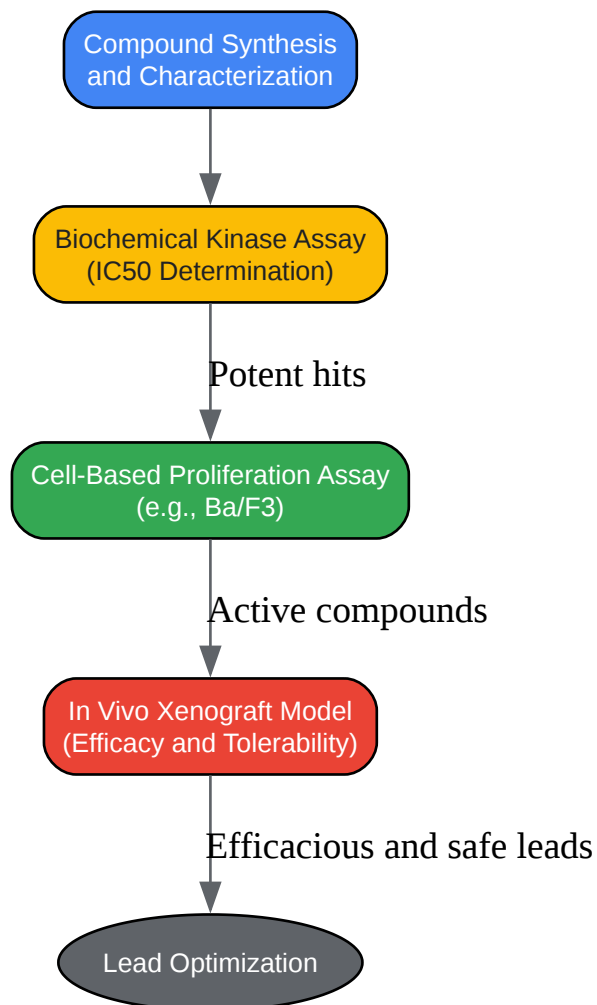 Compound Synthesis
and Characterization
Biochemical Kinase Assay
(IC50 Determination)
Potent hits
Cell-Based Proliferation Assay
(e.g., Ba/F3)
Active compounds
In Vivo Xenograft Model
(Efficacy and Tolerability)
Efficacious and safe leads
Lead Optimization